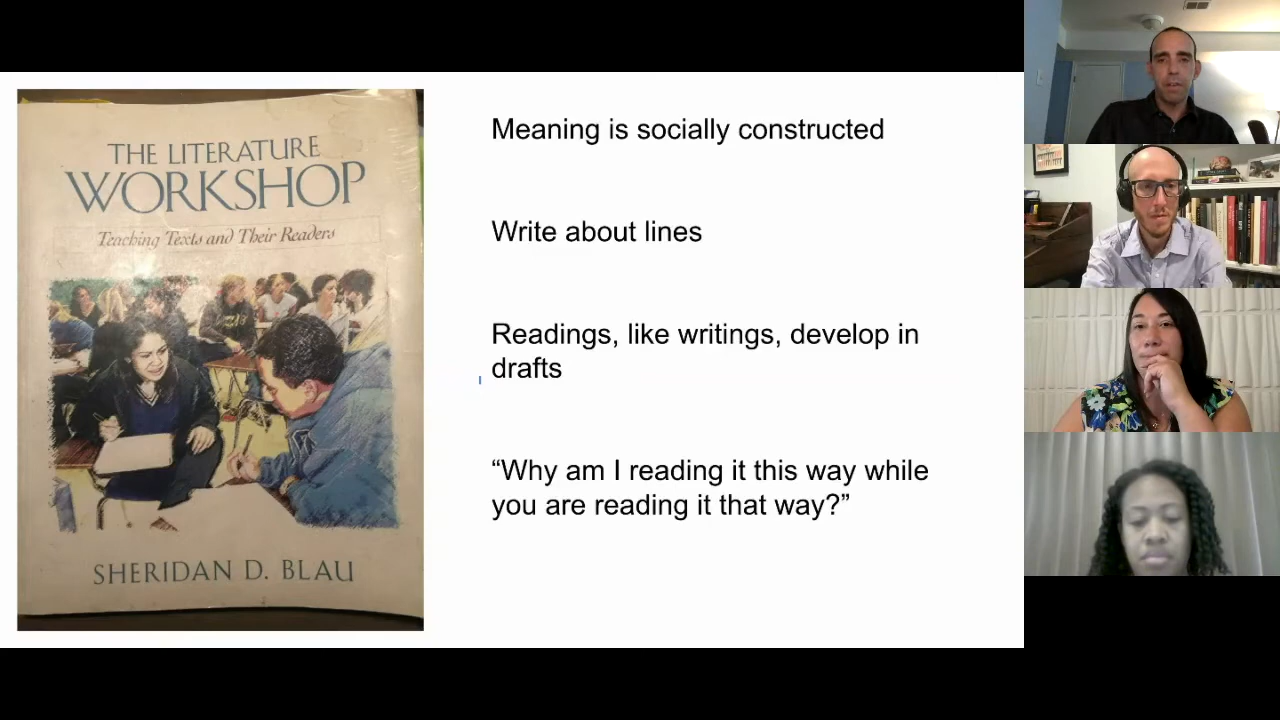 THE LITERATURE
WORKSHOP
Teaching Texts and Their Readers
SHERIDAN D. BLAU
Meaning is socially constructed
Write about lines
Readings, like writings, develop in
drafts
“Why am I reading it this way while
you are reading it that way?”